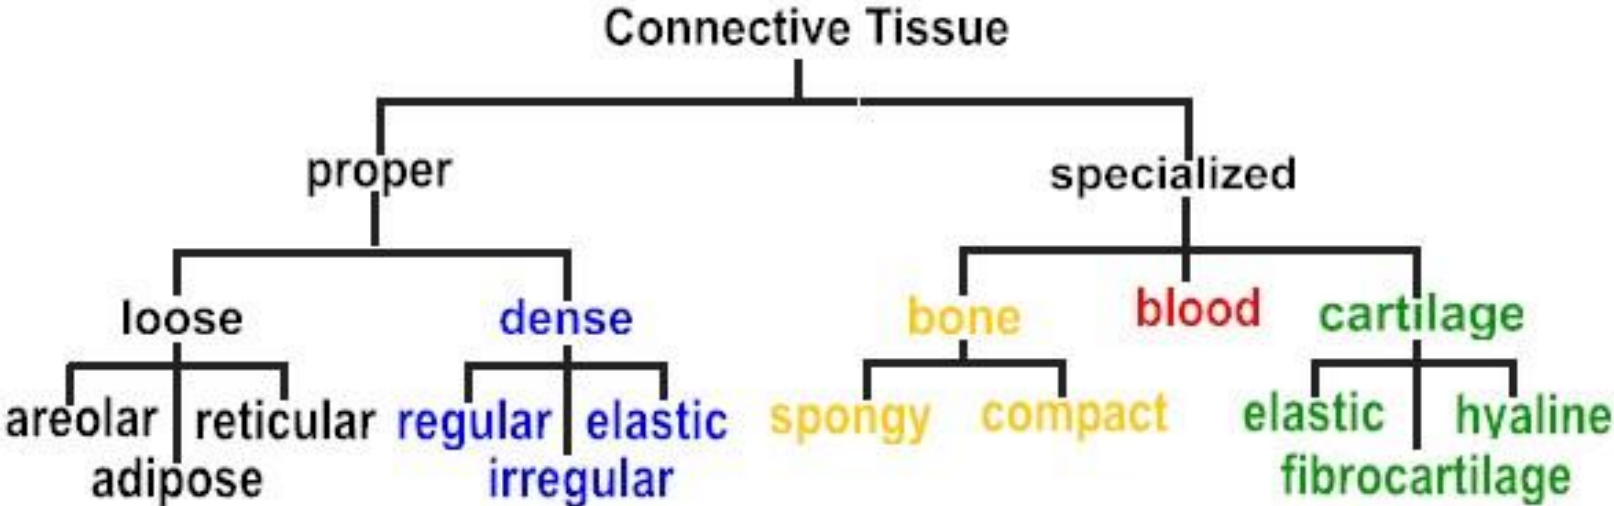 Connective Tissue
proper specialized
loose dense bone blood cartilage
areolar reticular regular elastic spongy compact elastic hyaline
adipose irregular fibrocartilage